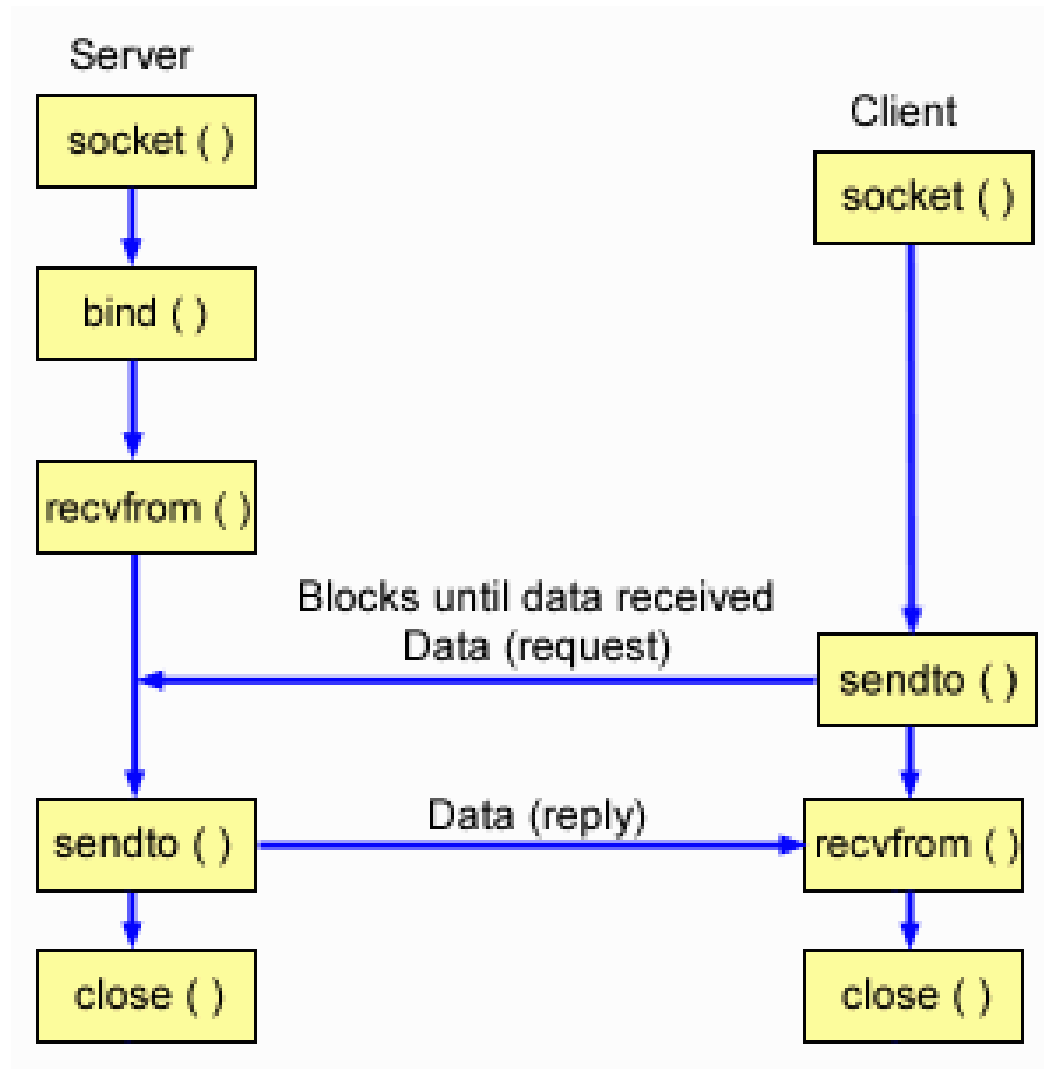 Server
socket ( )
bind ( )
recvfrom ( )
Client
socket ( )
Blocks until data received
Data (request)
sendto ( )
sendto ( )
Data (reply)
recvfrom ( )
close ( )
close ( )